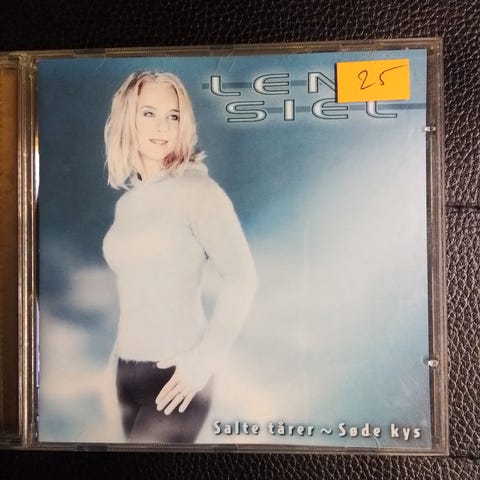 LEN
SIEL
25
Salte tårer ~ Søde kys